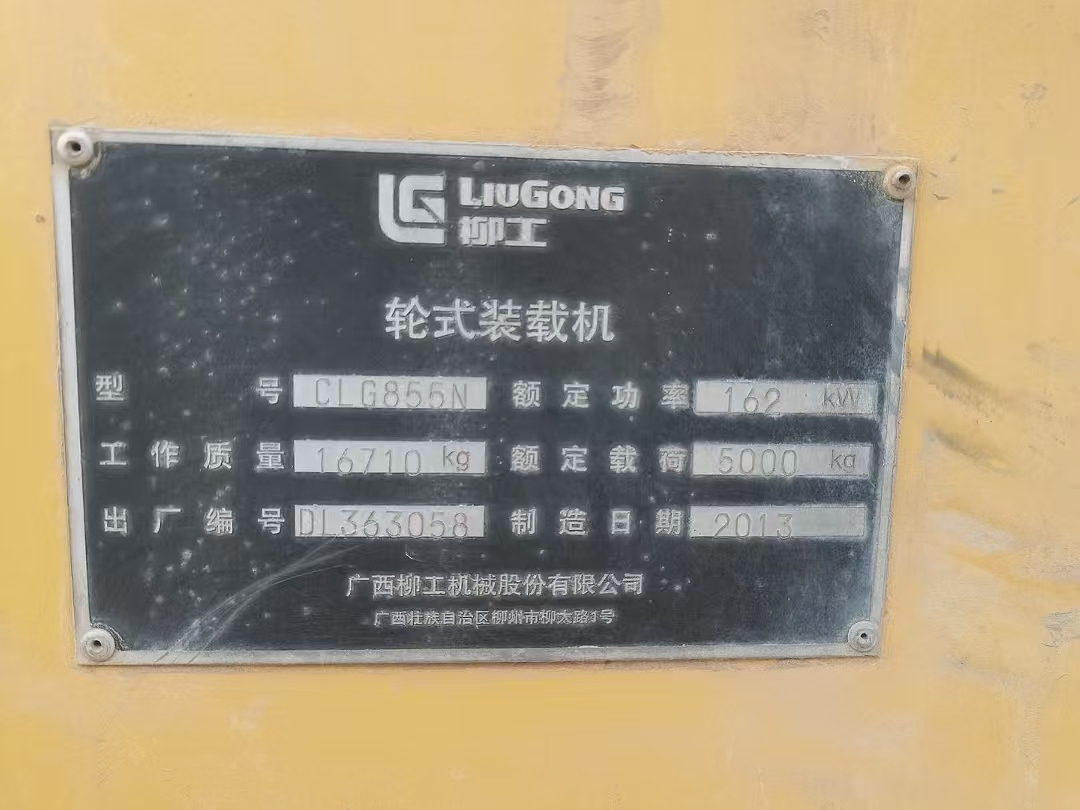 LIUGONG
柳工
轮式装载机
型号 CLG855N 额定功率 162 kW
工作质量 16710 kg 额定载荷 5000 kg
出厂编号 DL363058 制造日期 2013
广西柳工机械股份有限公司
广西壮族自治区柳州市柳太路1号